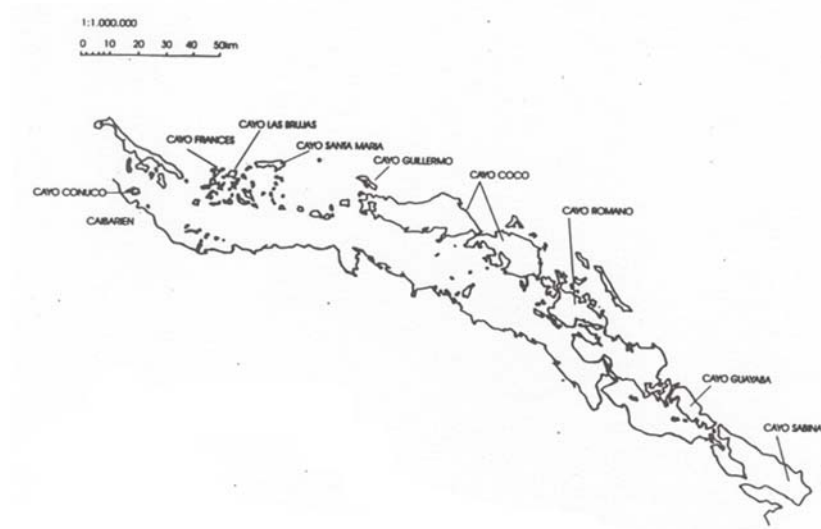 1:1.000.000
0 10 20 30 40 50km
CAYO LAS BRUJAS
CAYO FRANCES
CAYO SANTA MARIA
CAYO GUILLERMO
CAYO COCO
CAYO CONUCO
CAIBARIEN
CAYO ROMANO
CAYO GUAYABA
CAYO SABINA